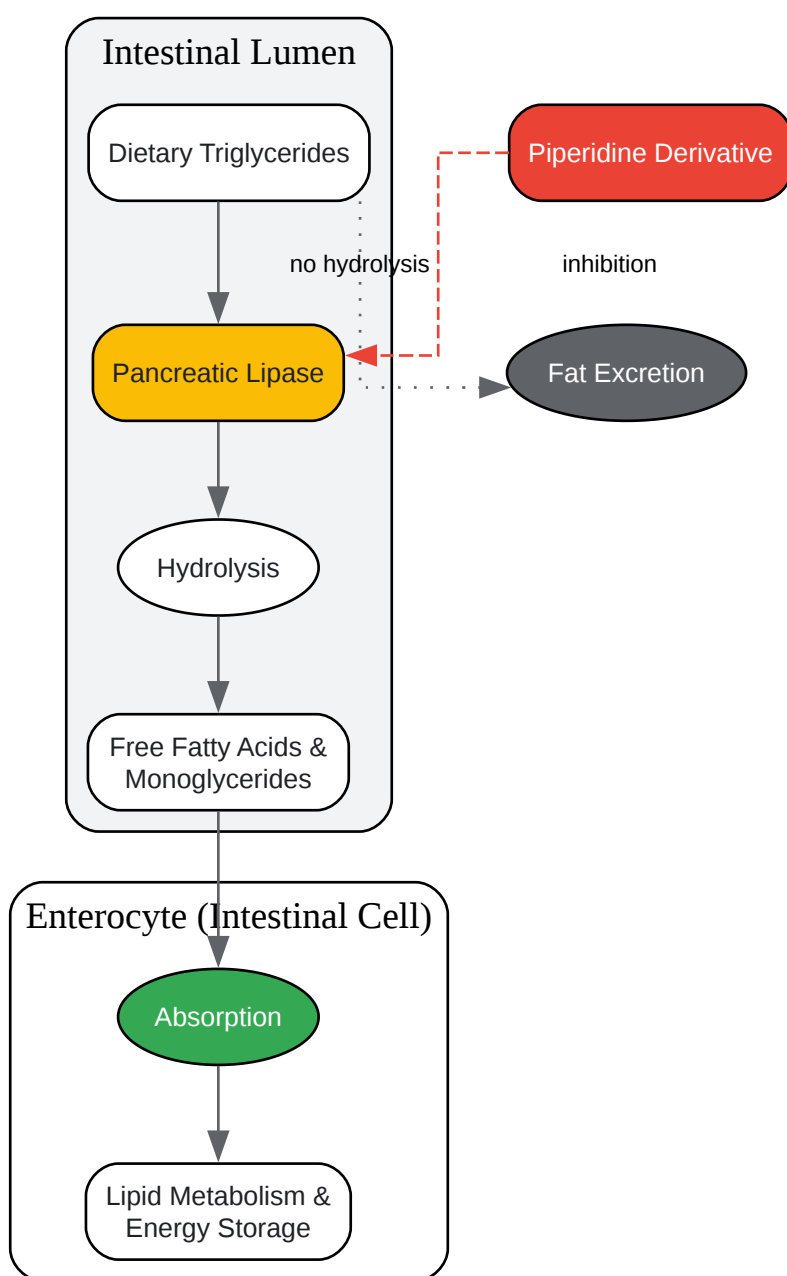 Intestinal Lumen
Dietary Triglycerides
Piperidine Derivative
no hydrolysis
inhibition
Pancreatic Lipase
Fat Excretion
Hydrolysis
Free Fatty Acids &
Monoglycerides
Enterocyte (Intestinal Cell)
Absorption
Lipid Metabolism &
Energy Storage